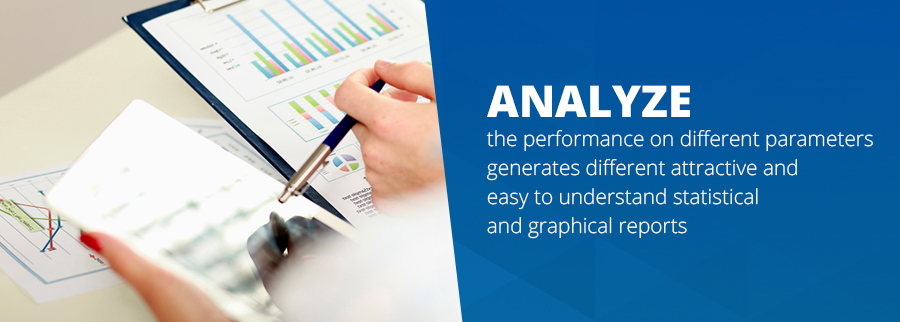 ANALYZE
the performance on different parameters
generates different attractive and
easy to understand statistical
and graphical reports